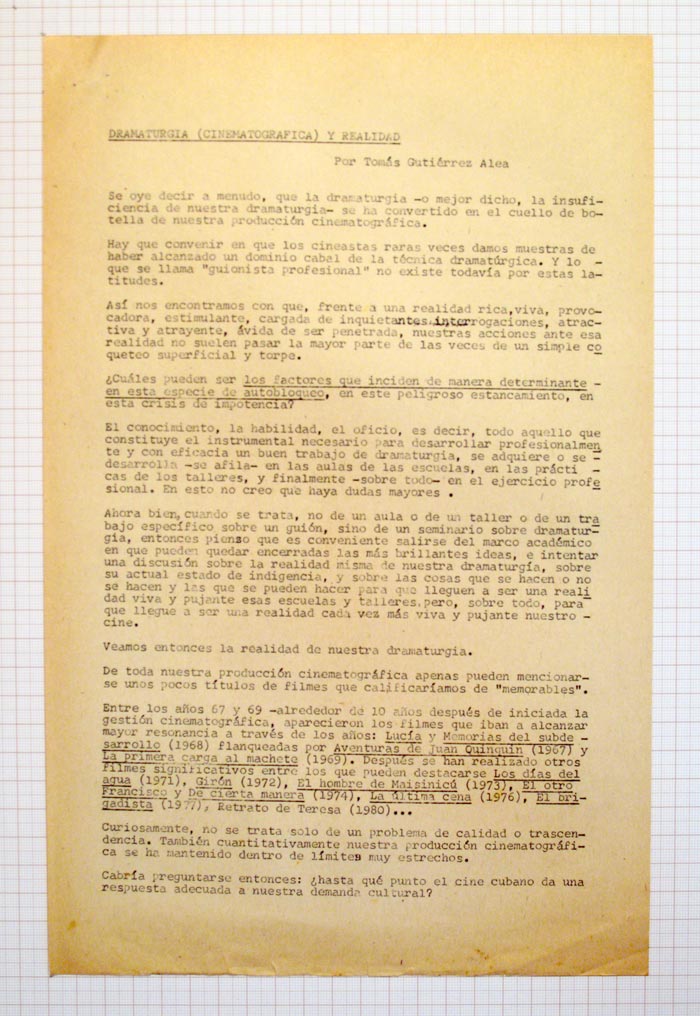 DRAMATURGIA (CINEMATOGRAFICA) Y REALIDAD
Por Tomás Gutiérrez Alea
Se oye decir a menudo, que la dramaturgia -o mejor dicho, la insufi-
ciencia de nuestra dramaturgia- se ha convertido en el cuello de bo-
tella de nuestra producción cinematográfica.
Hay que convenir en que los cineastas raras veces damos muestras de
haber alcanzado un dominio cabal de la técnica dramatúrgica. Y lo -
que se llama "guionista profesional" no existe todavía por estas la-
titudes.
Así nos encontramos con que, frente a una realidad rica,viva, provo-
cadora, estimulante, cargada de inquietantes interrogaciones, atrac-
tiva y atrayente, ávida de ser penetrada, nuestras acciones ante esa
realidad no suelen pasar la mayor parte de las veces de un simple co
queteo superficial y torpe.
¿Cuáles pueden ser los factores que inciden de manera determinante -
en esta especie de autobloqueo, en este peligroso estancamiento, en
esta crisis de impotencia?
El conocimiento, la habilidad, el oficio, es decir, todo aquello que
constituye el instrumental necesario para desarrollar profesionalmen
te y con eficacia un buen trabajo de dramaturgia, se adquiere o se -
desarrolla -se afila- en las aulas de las escuelas, en las prácti -
cas de los talleres, y finalmente -sobre todo- en el ejercicio profe
sional. En esto no creo que haya dudas mayores .
Ahora bien, cuando se trata, no de un aula o de un taller o de un tra
bajo específico sobre un guión, sino de un seminario sobre dramatur-
gia, entonces pienso que es conveniente salirse del marco académico
en que pueden quedar encerradas las más brillantes ideas, e intentar
una discusión sobre la realidad misma de nuestra dramaturgía, sobre
su actual estado de indigencia, y sobre las cosas que se hacen o no
se hacen y las que se pueden hacer para que lleguen a ser una reali
dad viva y pujante esas escuelas y talleres,pero, sobre todo, para
que llegue a ser una realidad cada vez más viva y pujante nuestro -
cine.
Veamos entonces la realidad de nuestra dramaturgia.
De toda nuestra producción cinematográfica apenas pueden mencionar-
se unos pocos títulos de filmes que calificaríamos de "memorables".
Entre los años 67 y 69 -alrededor de 10 años después de iniciada la
gestión cinematográfica, aparecieron los filmes que iban a alcanzar
mayor resonancia a través de los años: Lucía y Memorias del subde -
sarrollo (1968) flanqueadas por Aventuras de Juan Quinquín (1967) y
La primera carga al machete (1969). Después se han realizado otros
filmes significativos entre los que pueden destacarse Los días del
agua (1971), Girón (1972), El hombre de Maisinicú (1973), El otro
Francisco y De cierta manera (1974), La última cena (1976), El bri-
gadista (1977), Retrato de Teresa (1980)...
Curiosamente, no se trata solo de un problema de calidad o trascen-
dencia. También cuantitativamente nuestra producción cinematográfi-
ca se ha mantenido dentro de límites muy estrechos.
Cabría preguntarse entonces: ¿hasta qué punto el cine cubano da una
respuesta adecuada a nuestra demanda cultural?